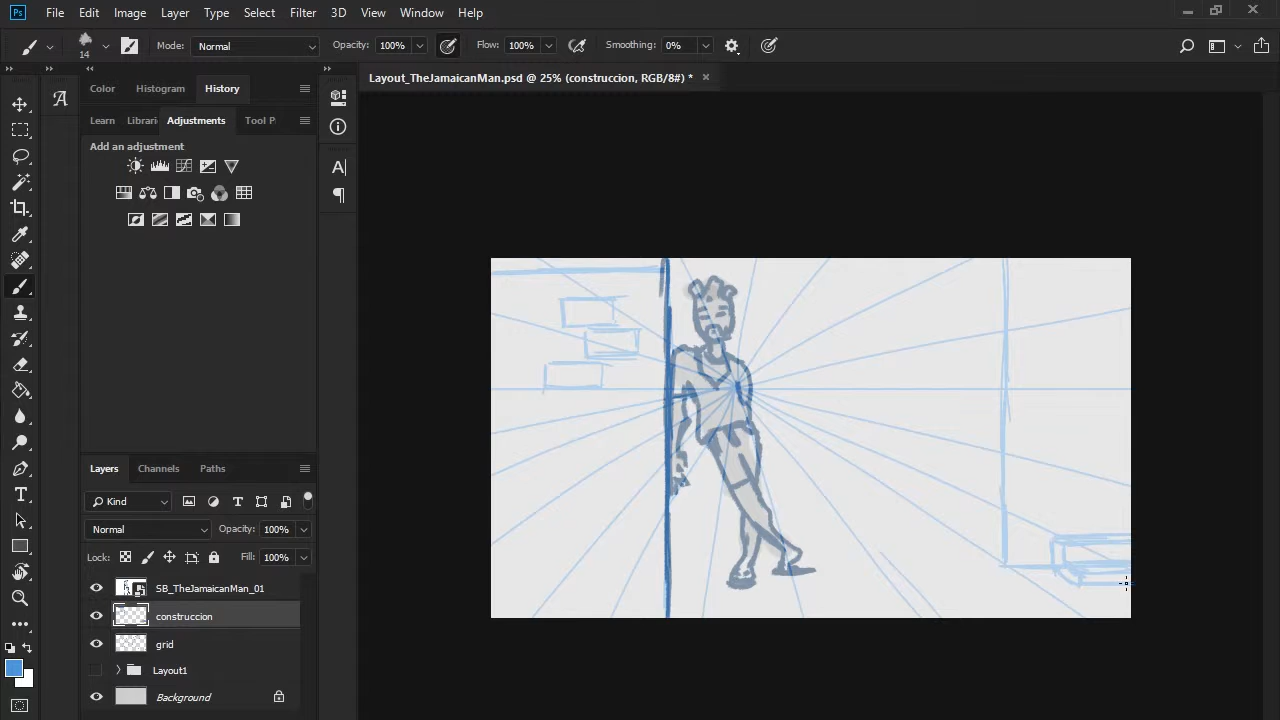 Ps File Edit Image Layer Type Select Filter 3D View Window Help
14 Mode: Normal Opacity: 100% Flow: 100% Smoothing: 0%
Layout_TheJamaicanMan.psd @ 25% (construccion, RGB/8#) *
Color Histogram History
Learn Librari Adjustments Tool P
Add an adjustment
Layers Channels Paths
Kind
Normal Opacity: 100%
Lock: Fill: 100%
SB_TheJamaicanMan_01
construccion
grid
Layout1
Background